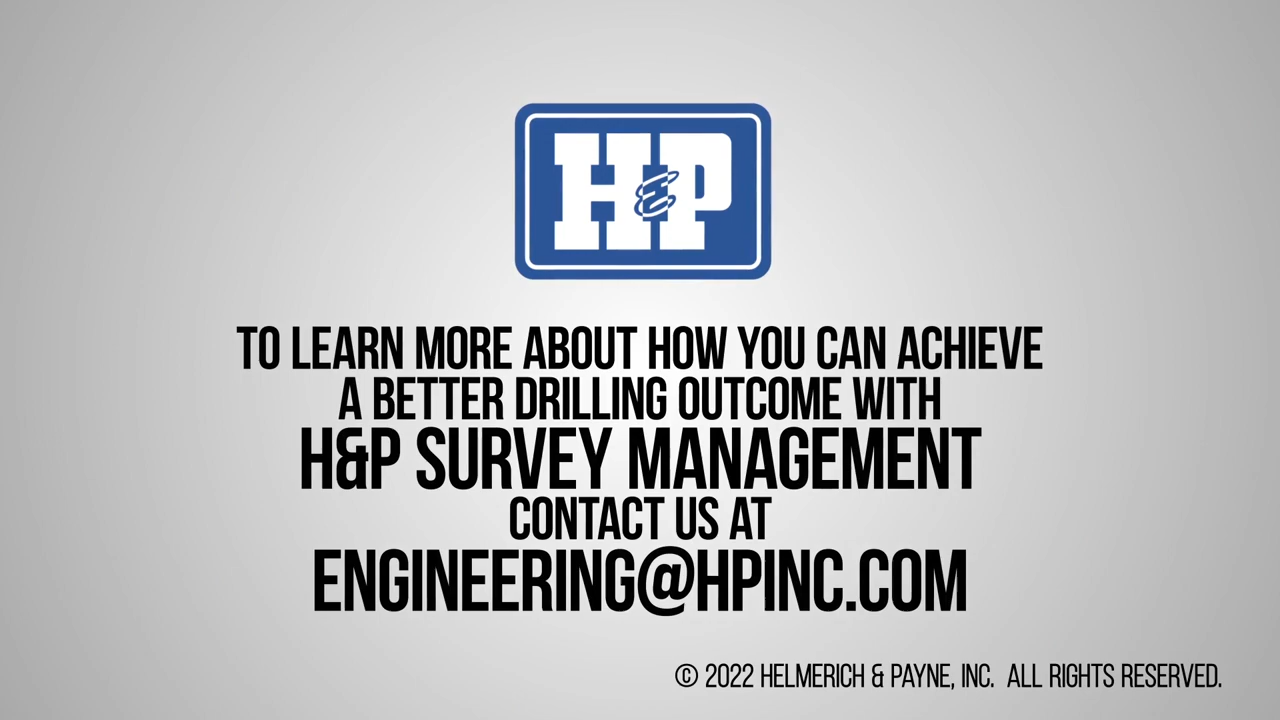 H&P
TO LEARN MORE ABOUT HOW YOU CAN ACHIEVE
A BETTER DRILLING OUTCOME WITH
H&P SURVEY MANAGEMENT
CONTACT US AT
ENGINEERING@HPINC.COM
© 2022 HELMERICH & PAYNE, INC. ALL RIGHTS RESERVED.